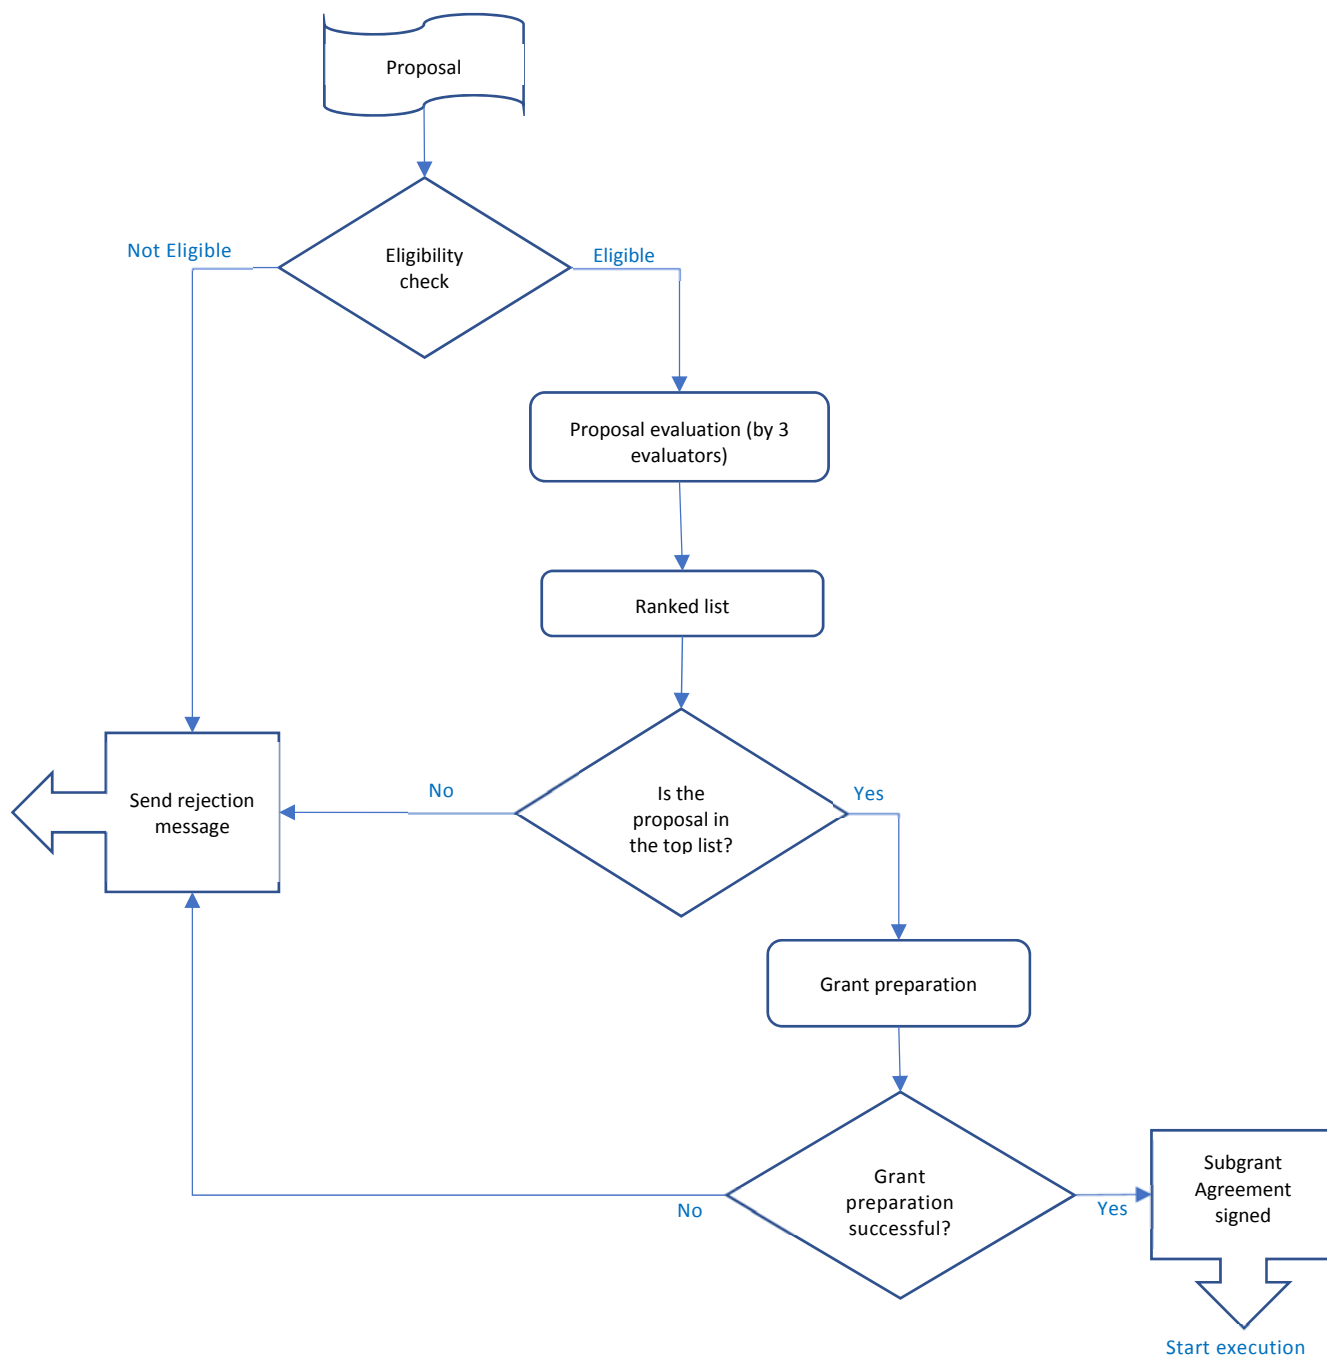 Proposal
Not Eligible
Eligibility
check
Eligible
Proposal evaluation (by 3
evaluators)
Ranked list
Send rejection
message
No
Is the
proposal in
the top list?
Yes
Grant preparation
No
Grant
preparation
successful?
Yes
Subgrant
Agreement
signed
Start execution